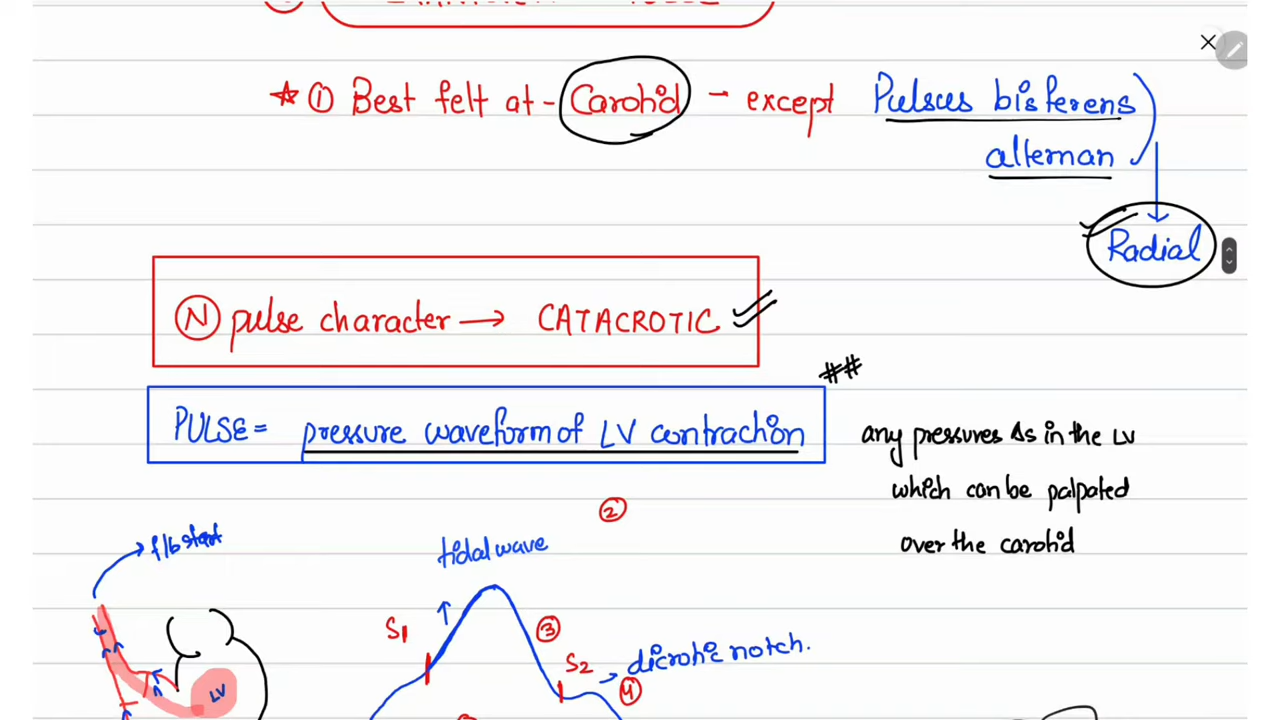 ☆ ① Best felt at - Carotid - except Pulsus bisferens
alternan
Radial
Ⓝ pulse character → CATACROTIC
##
PULSE = pressure waveform of LV contraction
any pressures Δs in the LV
which can be palpated
over the carotid
②
f/b start
tidal wave
↑
S1
③
S2
dicrotic notch.
④
LV